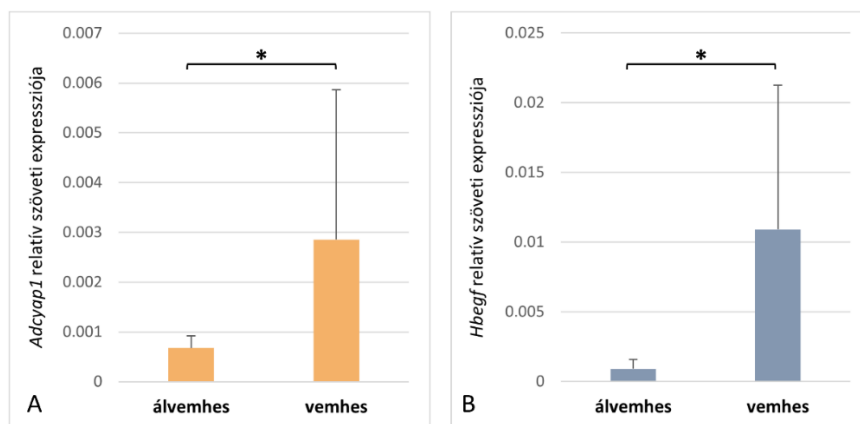 Adcyap1 relatív szöveti expressziója
0.007
0.006
0.005
0.004
0.003
0.002
0.001
0
*
álvemhes vemhes
A
Hbegf relatív szöveti expressziója
0.025
0.02
0.015
0.01
0.005
0
*
álvemhes vemhes
B